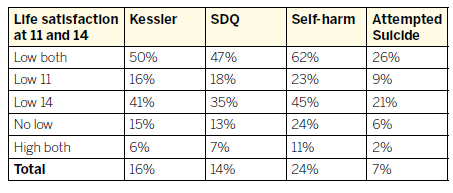 Life satisfaction at 11 and 14 Kessler SDQ Self-harm Attempted Suicide
Low both 50% 47% 62% 26%
Low 11 16% 18% 23% 9%
Low 14 41% 35% 45% 21%
No low 15% 13% 24% 6%
High both 6% 7% 11% 2%
Total 16% 14% 24% 7%